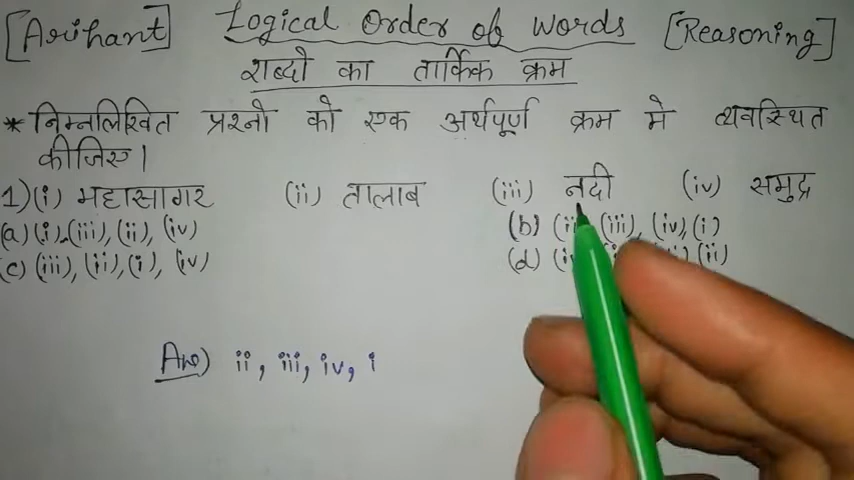 [Arihant] Logical Order of Words [Reasoning]
शब्दो का तार्किक क्रम
* निम्नलिखित प्रश्नो को एक अर्थपूर्ण क्रम मे व्यवस्थित
कीजिए।
1) (i) महासागर (ii) तालाब (iii) नदी (iv) समुद्र
(a) (i), (iii), (ii), (iv) (b) (ii) (iii), (iv), (i)
(c) (iii), (ii), (i), (iv) (d) (ii)
Ans) ii, iii, iv, i